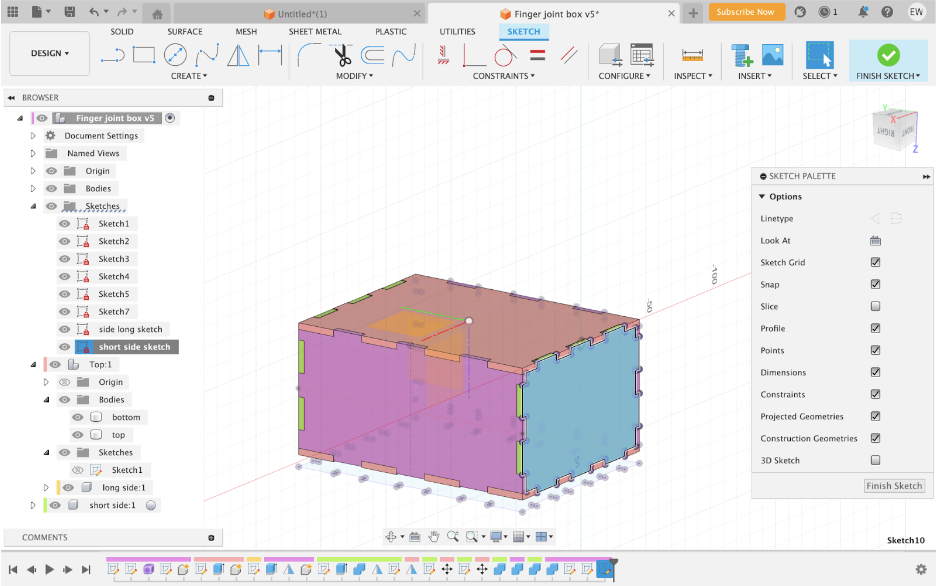 Untitled*(1)
Finger joint box v5*
Subscribe Now
1
EW
DESIGN
SOLID
SURFACE
MESH
SHEET METAL
PLASTIC
UTILITIES
SKETCH
CREATE
MODIFY
CONSTRAINTS
CONFIGURE
INSPECT
INSERT
SELECT
FINISH SKETCH
BROWSER
Finger joint box v5
Document Settings
Named Views
Origin
Bodies
Sketches
Sketch1
Sketch2
Sketch3
Sketch4
Sketch5
Sketch7
side long sketch
short side sketch
Top:1
Origin
Bodies
bottom
top
Sketches
Sketch1
long side:1
short side:1
COMMENTS
-50
-100
Y
X
Z
RIGHT
FRONT
SKETCH PALETTE
Options
Linetype
Look At
Sketch Grid
Snap
Slice
Profile
Points
Dimensions
Constraints
Projected Geometries
Construction Geometries
3D Sketch
Finish Sketch
Sketch10